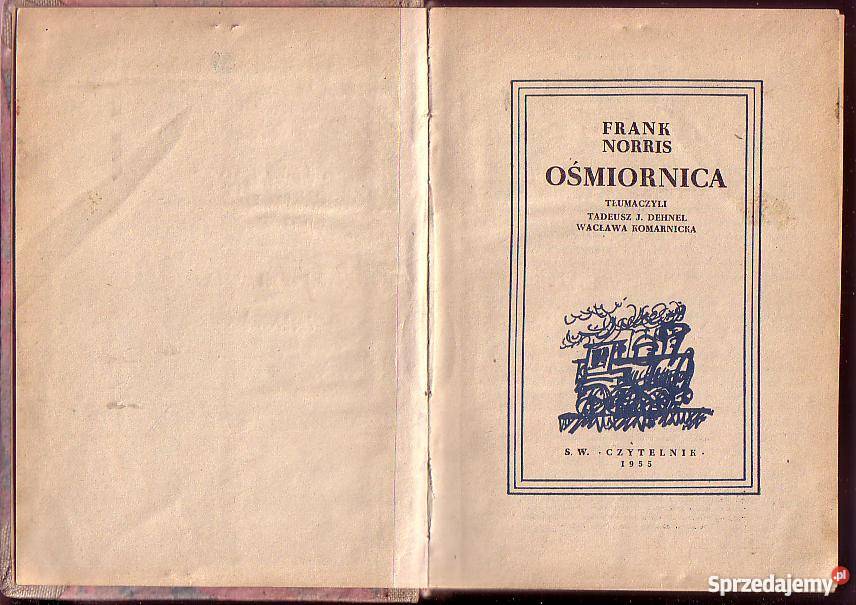 FRANK
NORRIS
OŚMIORNICA
TŁUMACZYLI
TADEUSZ J. DEHNEL
WACŁAWA KOMARNICKA
S. W. · CZYTELNIK ·
1955
Sprzedajemy.pl